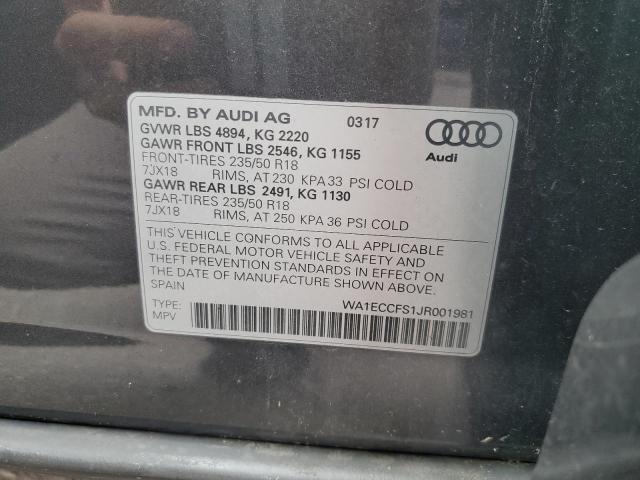 MFD. BY AUDI AG 0317
GVWR LBS 4894, KG 2220
GAWR FRONT LBS 2546, KG 1155
FRONT-TIRES 235/50 R18
7JX18 RIMS, AT 230 KPA 33 PSI COLD
GAWR REAR LBS 2491, KG 1130
REAR-TIRES 235/50 R18
7JX18 RIMS, AT 250 KPA 36 PSI COLD
Audi
THIS VEHICLE CONFORMS TO ALL APPLICABLE
U.S. FEDERAL MOTOR VEHICLE SAFETY AND
THEFT PREVENTION STANDARDS IN EFFECT ON
THE DATE OF MANUFACTURE SHOWN ABOVE.
SPAIN
TYPE: WA1ECCFS1JR001981
MPV